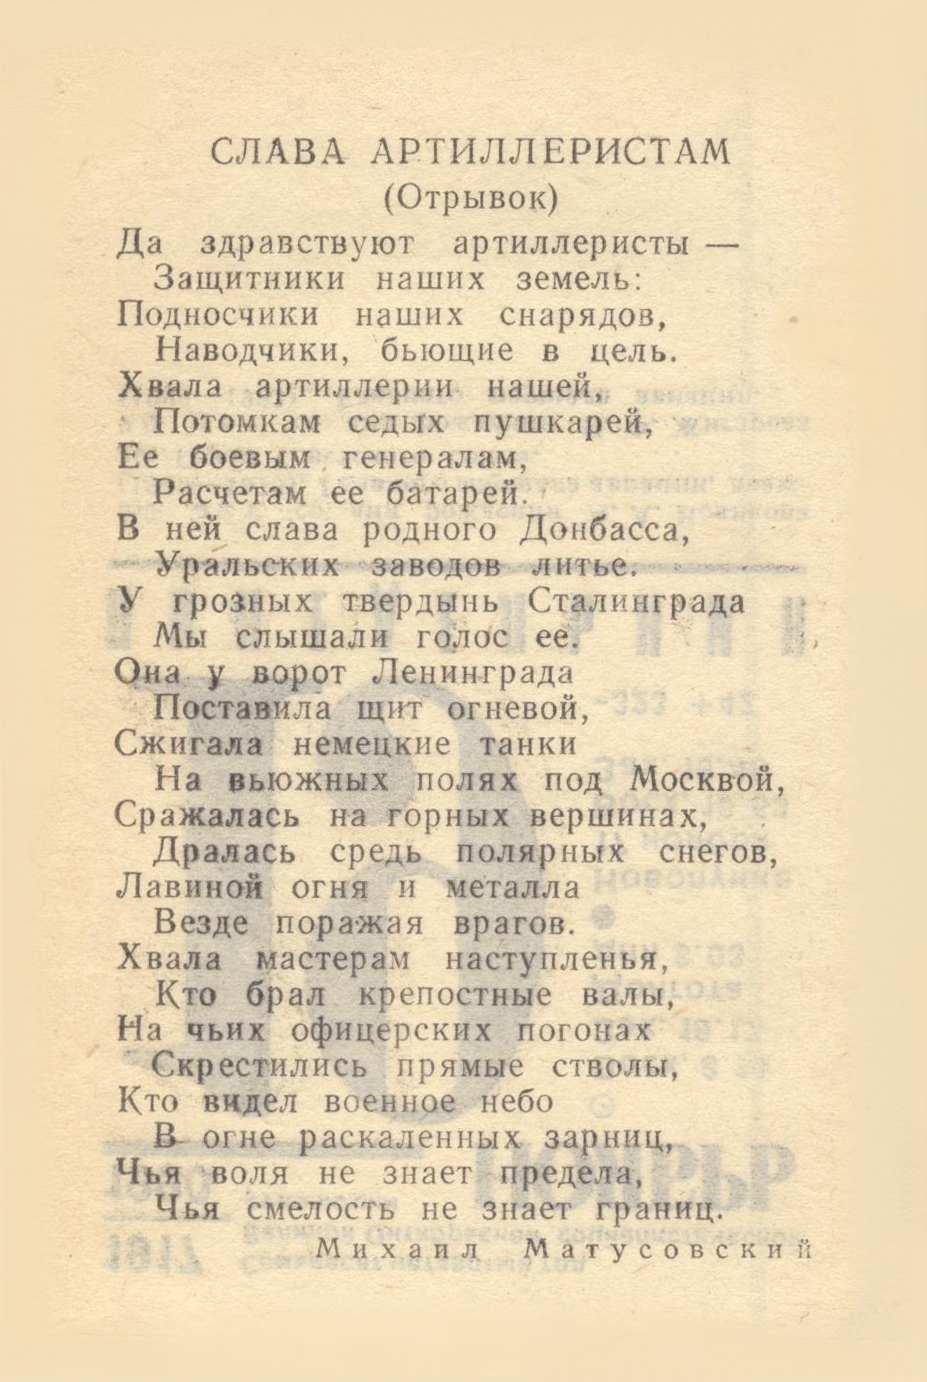 СЛАВА АРТИЛЛЕРИСТАМ
(Отрывок)
Да здравствуют артиллеристы —
Защитники наших земель:
Подносчики наших снарядов,
Наводчики, бьющие в цель.
Хвала артиллерии нашей,
Потомкам седых пушкарей,
Ее боевым генералам,
Расчетам ее батарей.
В ней слава родного Донбасса,
Уральских заводов литье.
У грозных твердынь Сталинграда
Мы слышали голос ее.
Она у ворот Ленинграда
Поставила щит огневой,
Сжигала немецкие танки
На вьюжных полях под Москвой,
Сражалась на горных вершинах,
Дралась средь полярных снегов,
Лавиной огня и металла
Везде поражая врагов.
Хвала мастерам наступленья,
Кто брал крепостные валы,
На чьих офицерских погонах
Скрестились прямые стволы,
Кто видел военное небо
В огне раскаленных зарниц,
Чья воля не знает предела,
Чья смелость не знает границ.
Михаил Матусовский